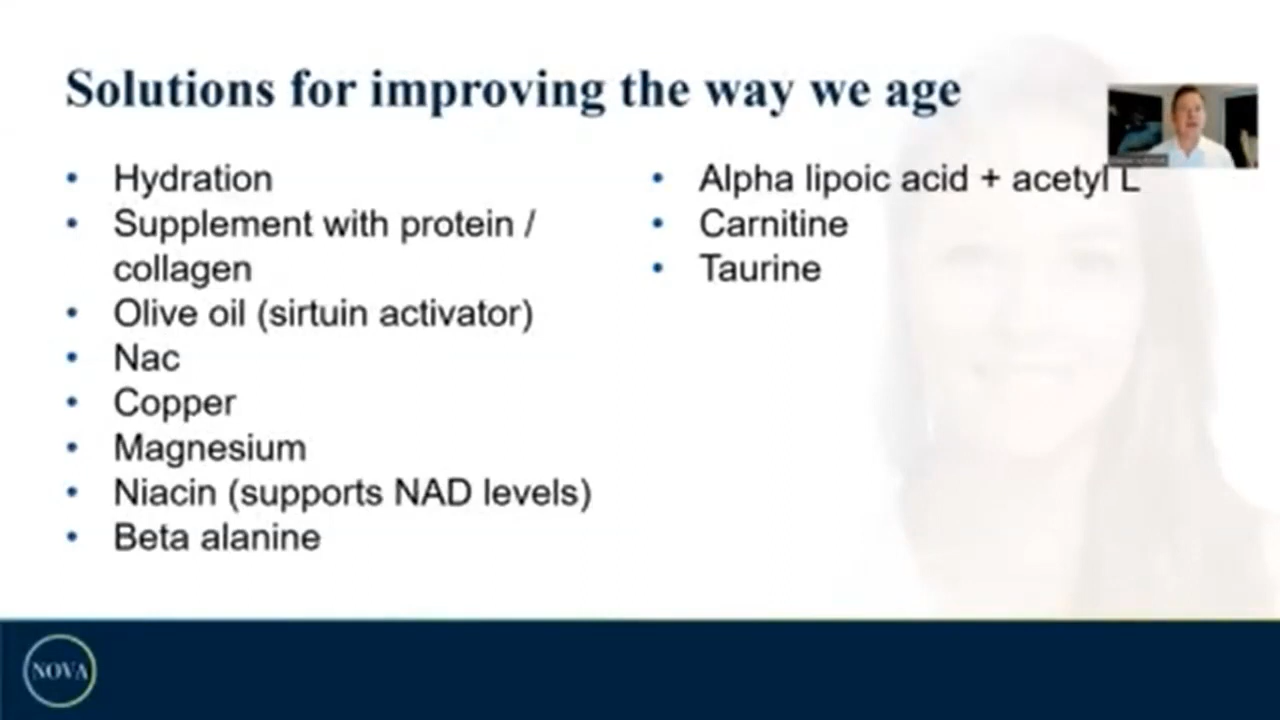 Solutions for improving the way we age
• Hydration
• Supplement with protein /
collagen
• Olive oil (sirtuin activator)
• Nac
• Copper
• Magnesium
• Niacin (supports NAD levels)
• Beta alanine
• Alpha lipoic acid + acetyl L
• Carnitine
• Taurine
NOVA